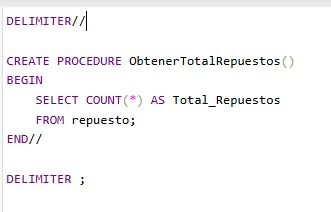 DELIMITER//
CREATE PROCEDURE ObtenerTotalRepuestos()
BEGIN
    SELECT COUNT(*) AS Total_Repuestos
    FROM repuesto;
END//
DELIMITER ;